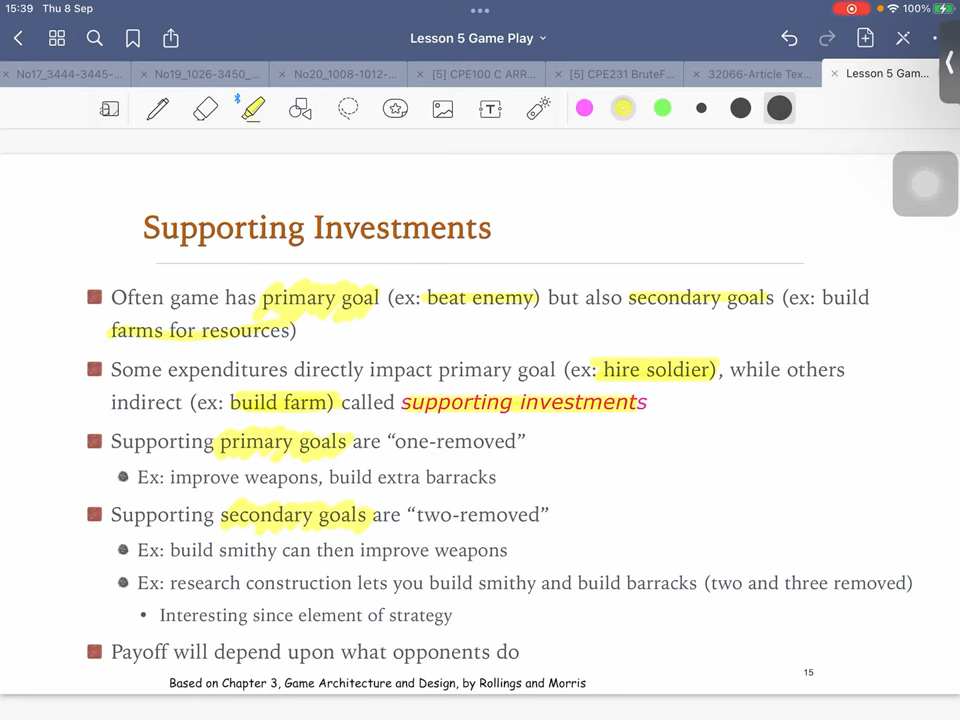 15:39 Thu 8 Sep
100%
Lesson 5 Game Play
No17_3444-3445-...
No19_1026-3450_...
No20_1008-1012-...
[5] CPE100 C ARR...
[5] CPE231 BruteF...
32066-Article Tex...
Lesson 5 Gam...
Supporting Investments
Often game has primary goal (ex: beat enemy) but also secondary goals (ex: build
farms for resources)
Some expenditures directly impact primary goal (ex: hire soldier), while others
indirect (ex: build farm) called supporting investments
Supporting primary goals are “one-removed”
Ex: improve weapons, build extra barracks
Supporting secondary goals are “two-removed”
Ex: build smithy can then improve weapons
Ex: research construction lets you build smithy and build barracks (two and three removed)
Interesting since element of strategy
Payoff will depend upon what opponents do
15
Based on Chapter 3, Game Architecture and Design, by Rollings and Morris